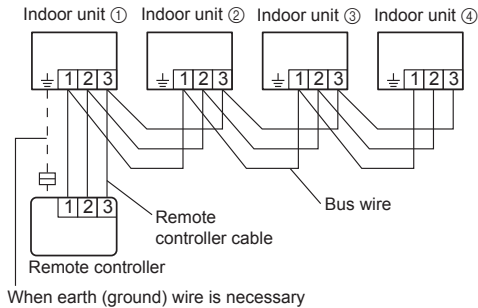 Indoor unit ① Indoor unit ② Indoor unit ③ Indoor unit ④
1 2 3 1 2 3 1 2 3 1 2 3
1 2 3
Bus wire
Remote
controller cable
Remote controller
When earth (ground) wire is necessary